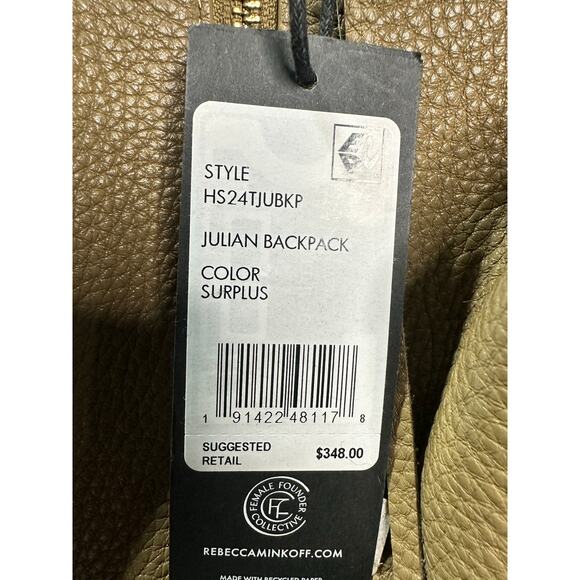 STYLE
HS24TJUBKP
JULIAN BACKPACK
COLOR
SURPLUS
1 91422 48117 8
SUGGESTED
RETAIL
$348.00
FEMALE FOUNDER
COLLECTIVE
FC
REBECCAMINKOFF.COM
MADE WITH RECYCLED PAPER